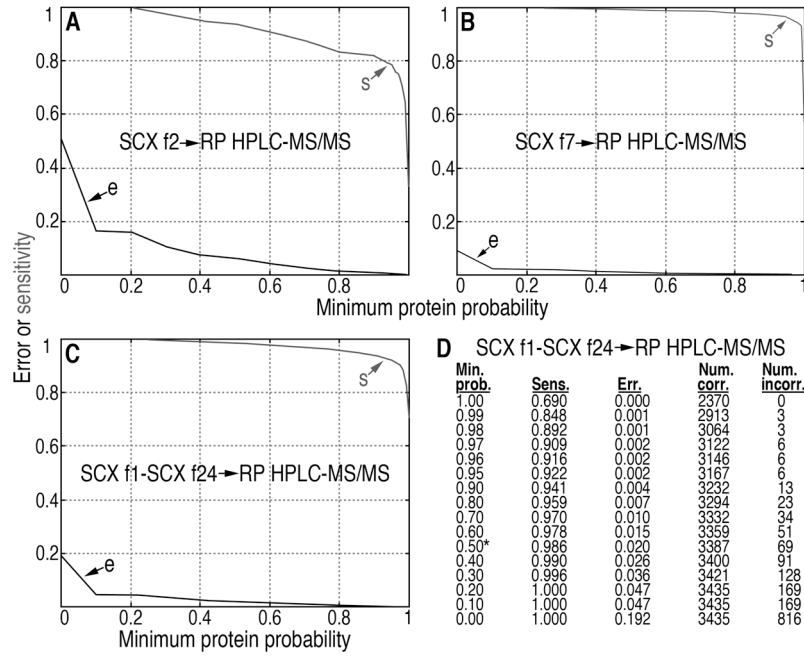 Error or sensitivity
A
1
0.8
0.6
0.4
0.2
s
SCX f2→RP HPLC-MS/MS
e
0 0.2 0.4 0.6 0.8 1
B
1
0.8
0.6
0.4
0.2
s
SCX f7→RP HPLC-MS/MS
e
0 0.2 0.4 0.6 0.8 1
Minimum protein probability
C
1
0.8
0.6
0.4
0.2
s
SCX f1-SCX f24→RP HPLC-MS/MS
e
0 0.2 0.4 0.6 0.8 1
Minimum protein probability
D SCX f1-SCX f24→RP HPLC-MS/MS
Min. Num. Num.
prob. Sens. Err. corr. incorr.
1.00 0.690 0.000 2370 0
0.99 0.848 0.001 2913 3
0.98 0.892 0.001 3064 3
0.97 0.909 0.002 3122 6
0.96 0.916 0.002 3146 6
0.95 0.922 0.002 3167 6
0.90 0.941 0.004 3232 13
0.80 0.959 0.007 3294 23
0.70 0.970 0.010 3332 34
0.60 0.978 0.015 3359 51
0.50* 0.986 0.020 3387 69
0.40 0.990 0.026 3400 91
0.30 0.996 0.036 3421 128
0.20 1.000 0.047 3435 169
0.10 1.000 0.047 3435 169
0.00 1.000 0.192 3435 816